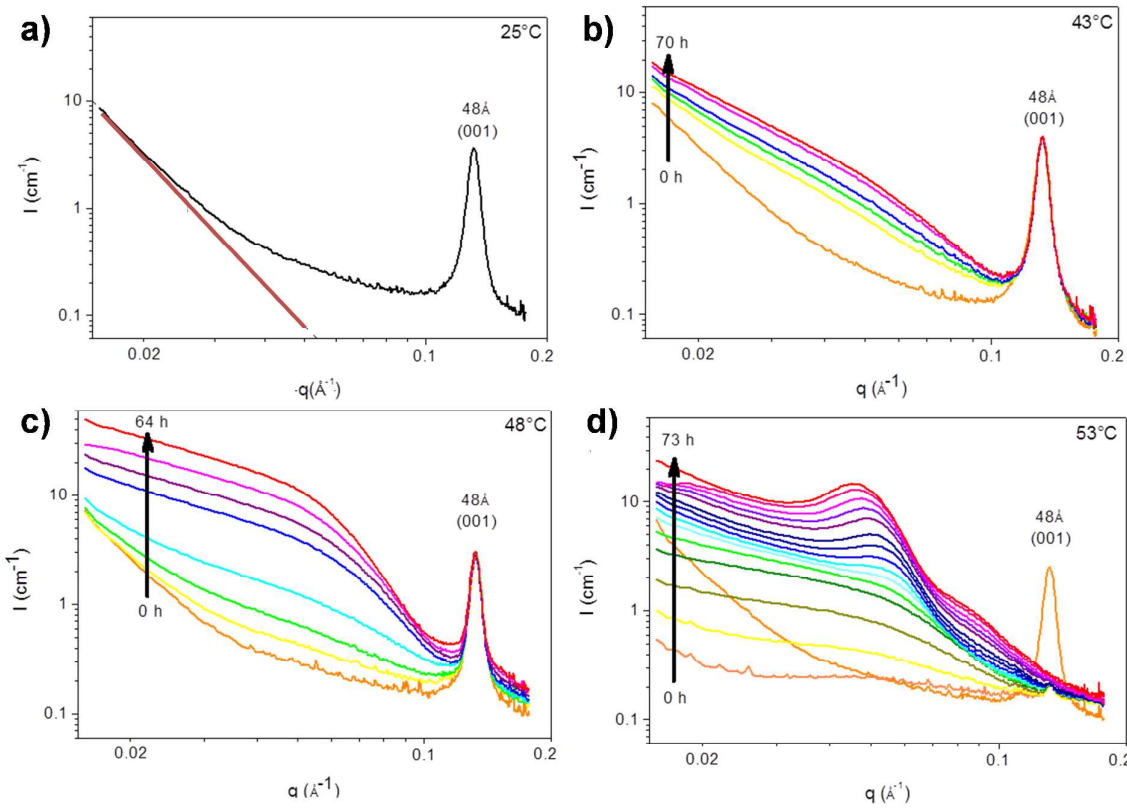 a)
25°C
48Å
(001)
10
1
0.1
I (cm⁻¹)
0.02
0.1
0.2
-q(Å⁻¹)
b)
43°C
70 h
48Å
(001)
0 h
10
1
0.1
I (cm⁻¹)
0.02
0.1
0.2
q (Å⁻¹)
c)
48°C
64 h
48Å
(001)
0 h
10
1
0.1
I (cm⁻¹)
0.02
0.1
0.2
q (Å⁻¹)
d)
53°C
73 h
48Å
(001)
0 h
10
1
0.1
I (cm⁻¹)
0.02
0.1
0.2
q (Å⁻¹)